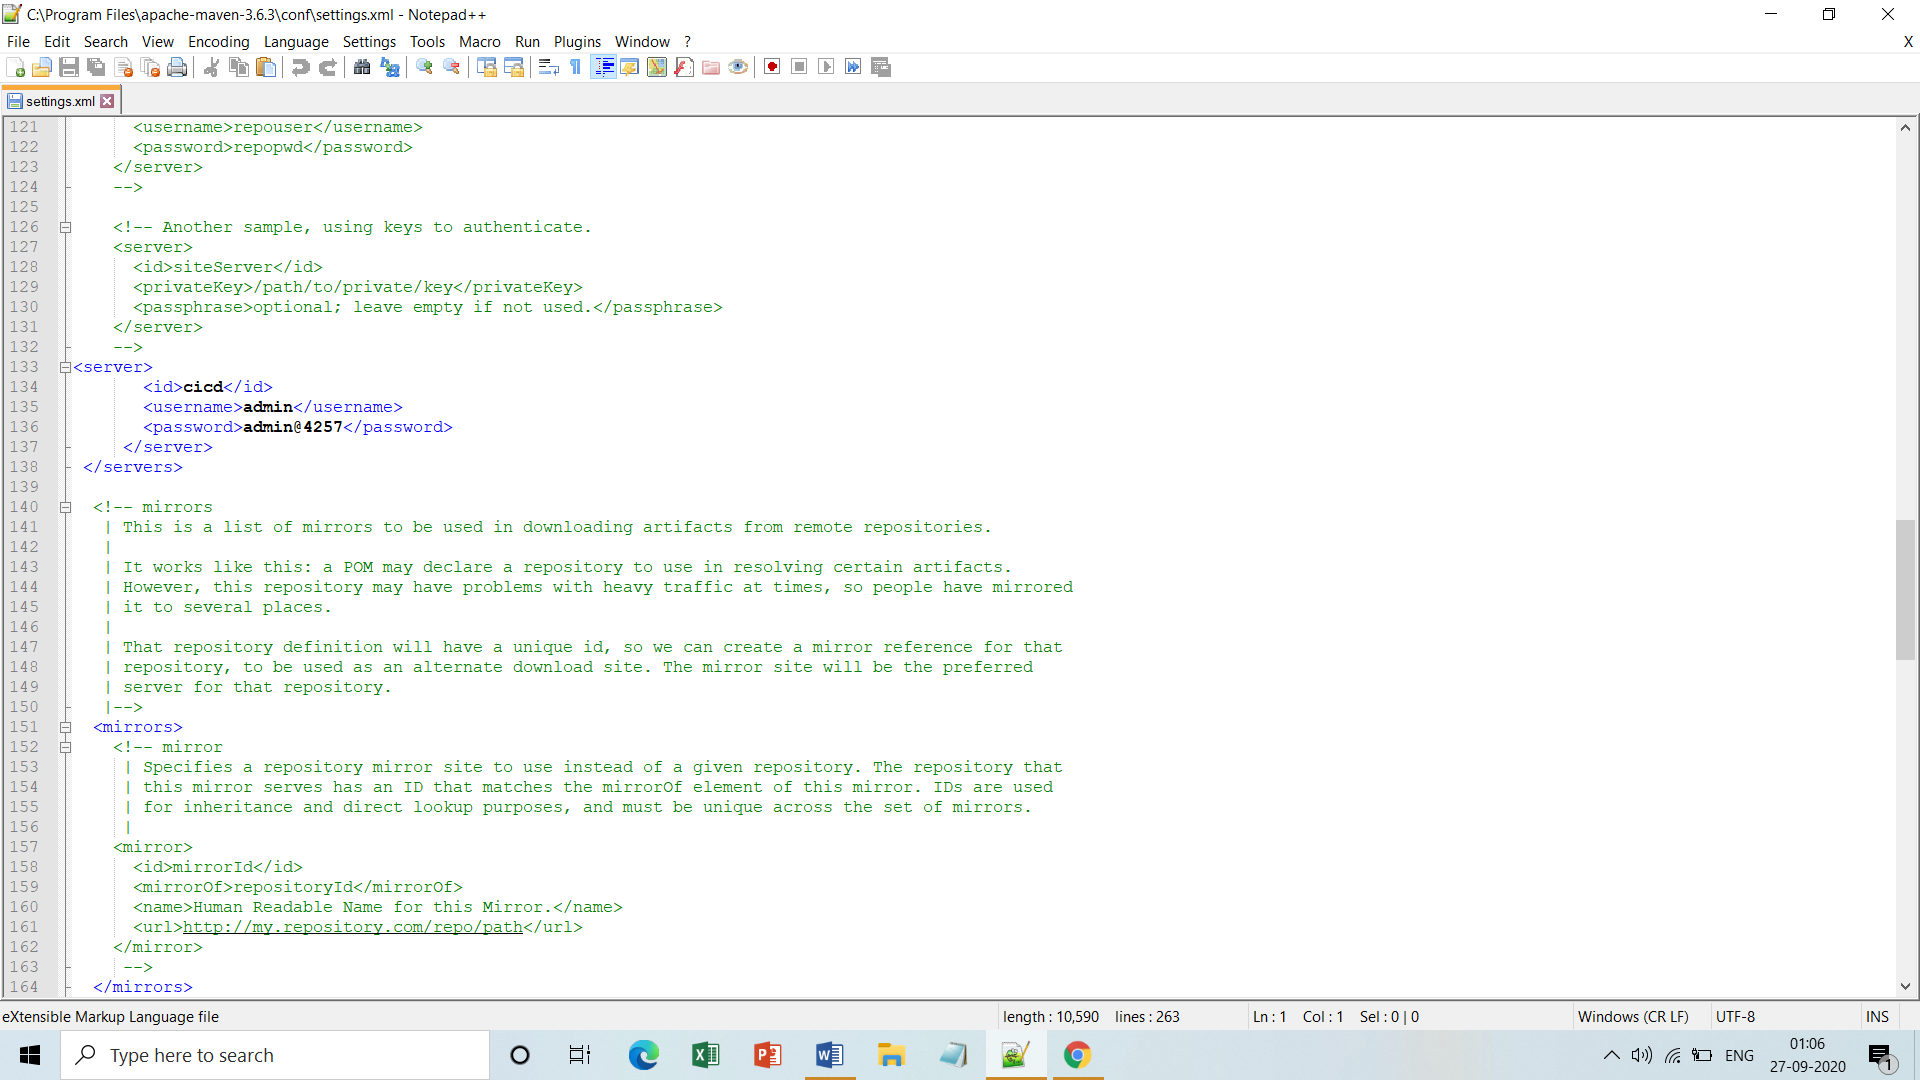 C:\Program Files\apache-maven-3.6.3\conf\settings.xml - Notepad++
File Edit Search View Encoding Language Settings Tools Macro Run Plugins Window ? X
settings.xml
121 <username>repouser</username>
122 <password>repopwd</password>
123 </server>
124 -->
125
126 <!-- Another sample, using keys to authenticate.
127 <server>
128 <id>siteServer</id>
129 <privateKey>/path/to/private/key</privateKey>
130 <passphrase>optional; leave empty if not used.</passphrase>
131 </server>
132 -->
133 <server>
134 <id>cicd</id>
135 <username>admin</username>
136 <password>admin@4257</password>
137 </server>
138 </servers>
139
140 <!-- mirrors
141 | This is a list of mirrors to be used in downloading artifacts from remote repositories.
142 |
143 | It works like this: a POM may declare a repository to use in resolving certain artifacts.
144 | However, this repository may have problems with heavy traffic at times, so people have mirrored
145 | it to several places.
146 |
147 | That repository definition will have a unique id, so we can create a mirror reference for that
148 | repository, to be used as an alternate download site. The mirror site will be the preferred
149 | server for that repository.
150 |-->
151 <mirrors>
152 <!-- mirror
153 | Specifies a repository mirror site to use instead of a given repository. The repository that
154 | this mirror serves has an ID that matches the mirrorOf element of this mirror. IDs are used
155 | for inheritance and direct lookup purposes, and must be unique across the set of mirrors.
156 |
157 <mirror>
158 <id>mirrorId</id>
159 <mirrorOf>repositoryId</mirrorOf>
160 <name>Human Readable Name for this Mirror.</name>
161 <url>http://my.repository.com/repo/path</url>
162 </mirror>
163 -->
164 </mirrors>
eXtensible Markup Language file length : 10,590 lines : 263 Ln : 1 Col : 1 Sel : 0 | 0 Windows (CR LF) UTF-8 INS
Type here to search ENG 01:06
27-09-2020 1